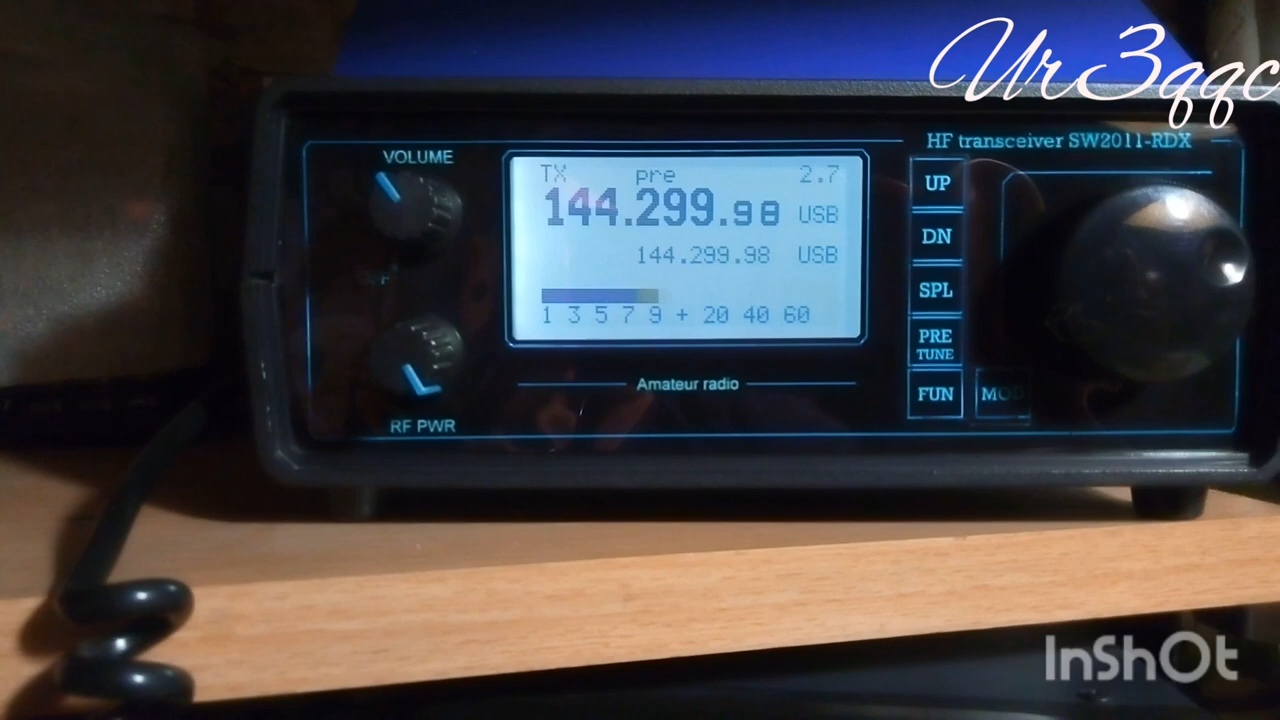 Ur3qqc
HF transceiver SW2011-RDX
VOLUME
TX pre 2.7
144.299.98 USB
144.299.98 USB
1 3 5 7 9 + 20 40 60
UP
DN
SPL
PRE
TUNE
FUN
MOD
Amateur radio
RF PWR
InShOt